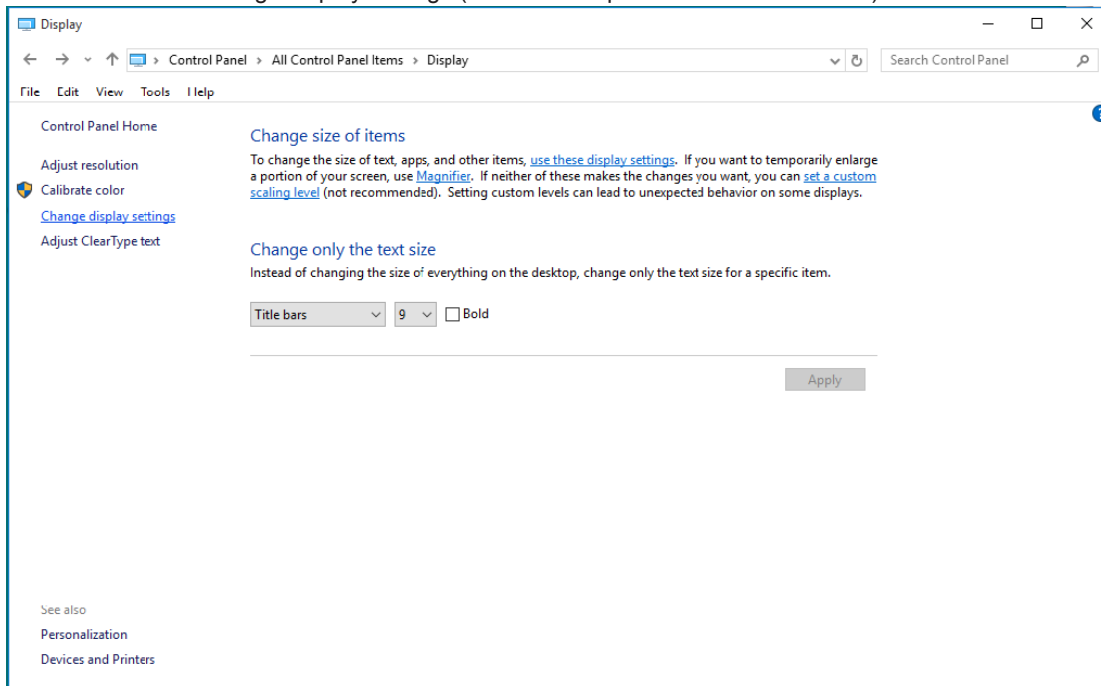 Display
Control Panel > All Control Panel Items > Display
Search Control Panel
File Edit View Tools Help
Control Panel Home
Adjust resolution
Calibrate color
Change display settings
Adjust ClearType text
Change size of items
To change the size of text, apps, and other items, use these display settings. If you want to temporarily enlarge
a portion of your screen, use Magnifier. If neither of these makes the changes you want, you can set a custom
scaling level (not recommended). Setting custom levels can lead to unexpected behavior on some displays.
Change only the text size
Instead of changing the size of everything on the desktop, change only the text size for a specific item.
Title bars 9 Bold
Apply
See also
Personalization
Devices and Printers